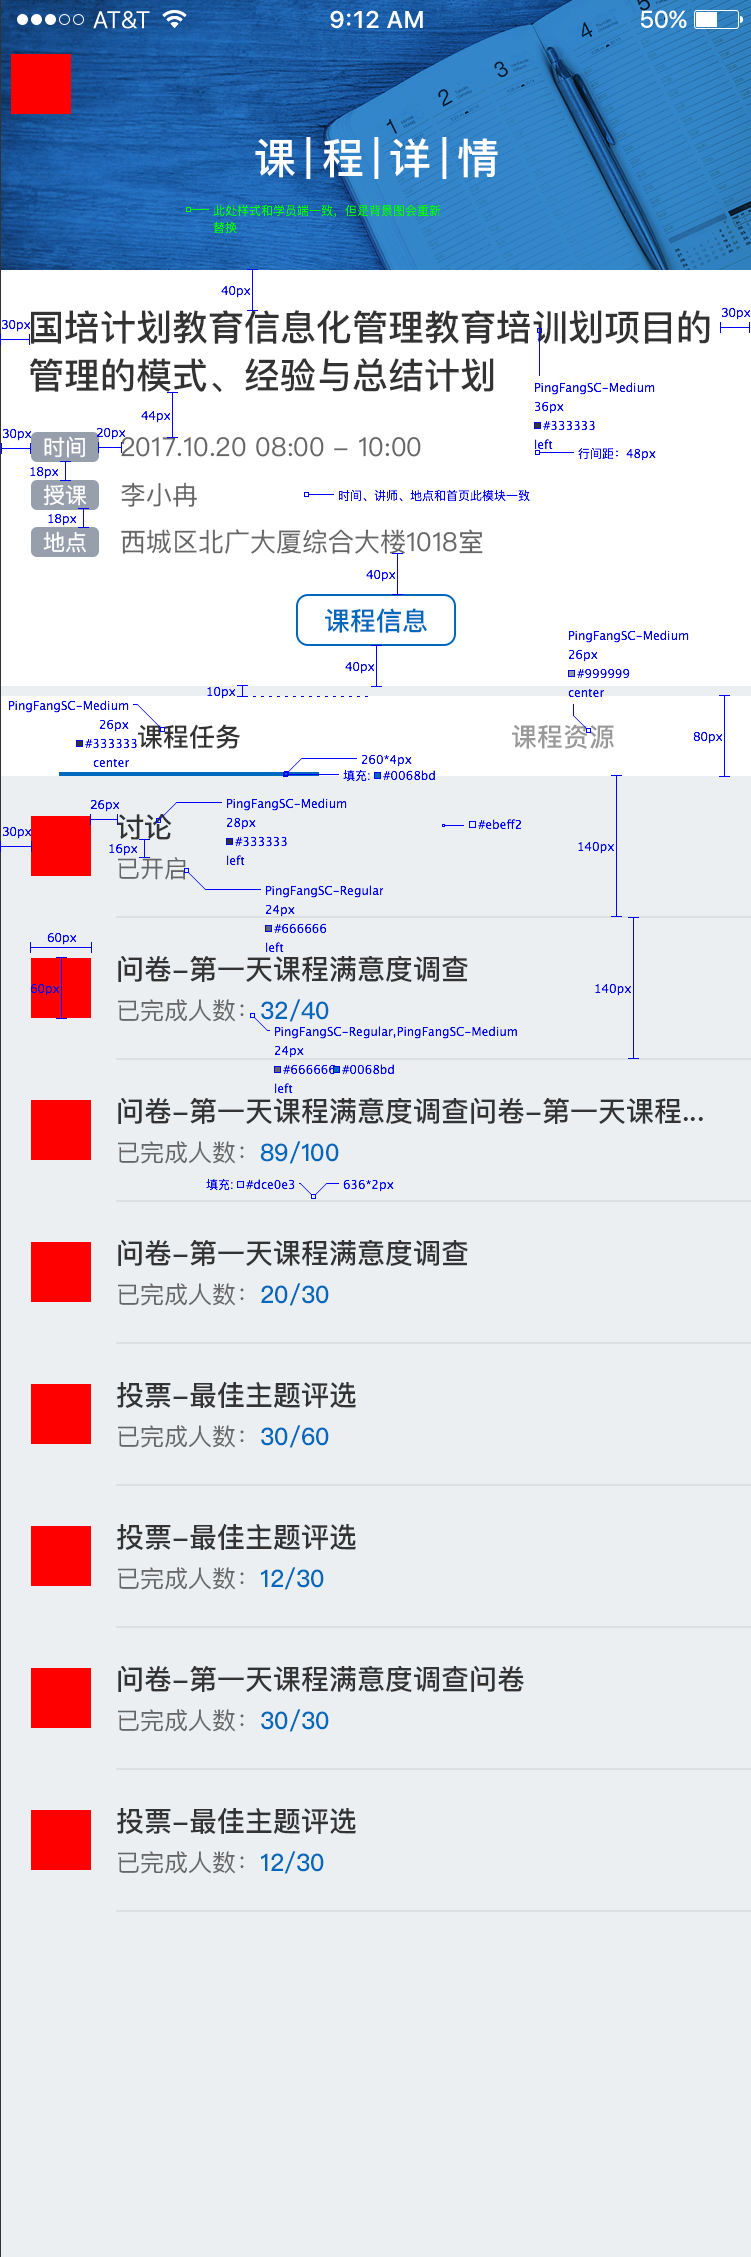 AT&T 9:12 AM 50%
1 2 3 4 5
课|程|详|情
此处样式和学员端一致，但是背景图会重新
替换
40px
30px
30px
国培计划教育信息化管理教育培训划项目的
管理的模式、经验与总结计划
PingFangSC-Medium
36px
#333333
left
行间距：48px
44px
30px
20px
时间 2017.10.20 08:00 – 10:00
18px
授课 李小冉
时间、讲师、地点和首页此模块一致
18px
地点 西城区北广大厦综合大楼1018室
40px
课程信息
PingFangSC-Medium
26px
#999999
center
40px
10px
PingFangSC-Medium
26px
#333333
center
课程任务
课程资源
80px
260*4px
填充: #0068bd
26px
30px
讨论
PingFangSC-Medium
28px
#333333
left
#ebeff2
140px
16px
已开启
PingFangSC-Regular
24px
#666666
left
60px
60px
问卷–第一天课程满意度调查
140px
已完成人数：32/40
PingFangSC-Regular,PingFangSC-Medium
24px
#666666 #0068bd
left
问卷–第一天课程满意度调查问卷–第一天课程...
已完成人数：89/100
填充: #dce0e3 636*2px
问卷–第一天课程满意度调查
已完成人数：20/30
投票–最佳主题评选
已完成人数：30/60
投票–最佳主题评选
已完成人数：12/30
问卷–第一天课程满意度调查问卷
已完成人数：30/30
投票–最佳主题评选
已完成人数：12/30